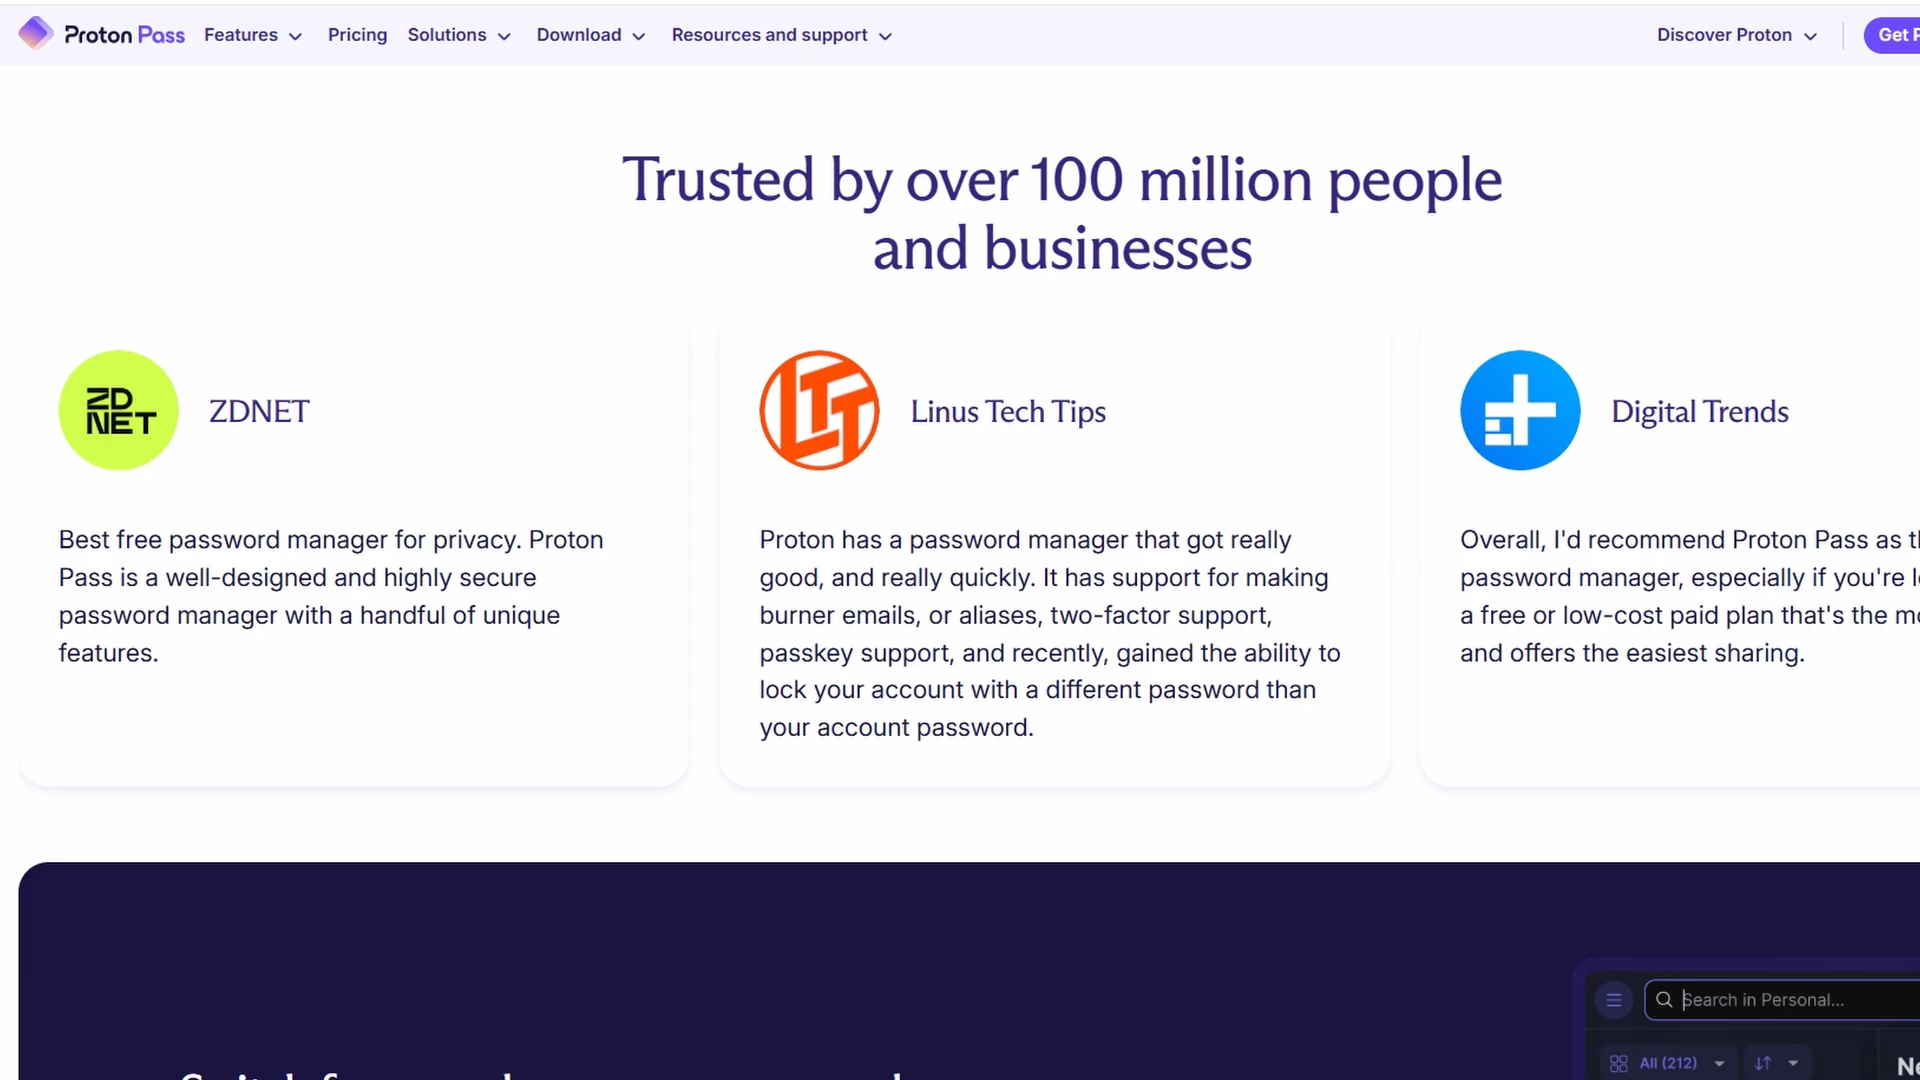 Proton Pass Features Pricing Solutions Download Resources and support Discover Proton Get
Trusted by over 100 million people
and businesses
ZD
NET
ZDNET
Best free password manager for privacy. Proton
Pass is a well-designed and highly secure
password manager with a handful of unique
features.
LTT
Linus Tech Tips
Proton has a password manager that got really
good, and really quickly. It has support for making
burner emails, or aliases, two-factor support,
passkey support, and recently, gained the ability to
lock your account with a different password than
your account password.
Digital Trends
Overall, I'd recommend Proton Pass as
password manager, especially if you're
a free or low-cost paid plan that's the
and offers the easiest sharing.
Search in Personal...
All (212)